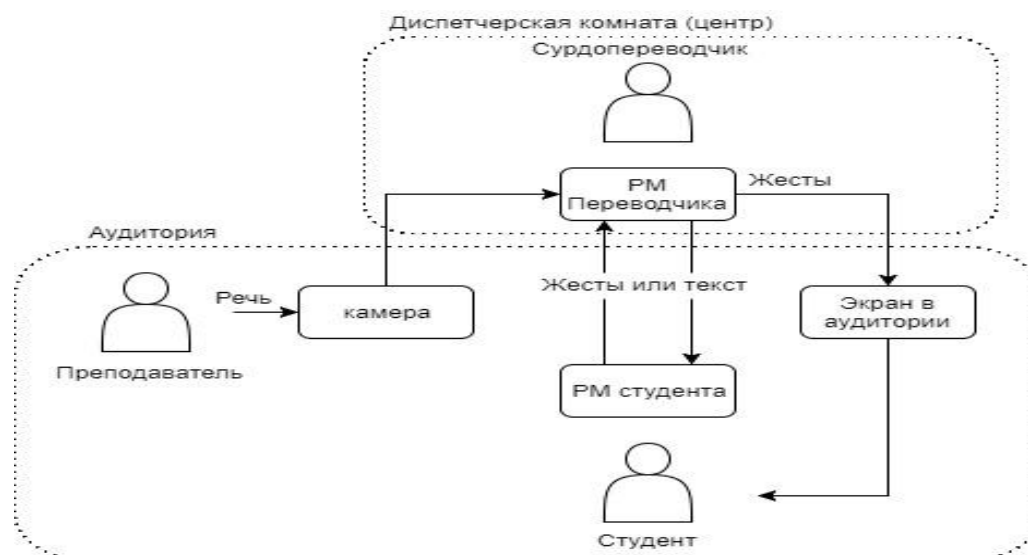 Диспетчерская комната (центр)
Сурдопереводчик
РМ
Переводчика
Жесты
Аудитория
Речь
камера
Жесты или текст
Экран в
аудитории
Преподаватель
РМ студента
Студент